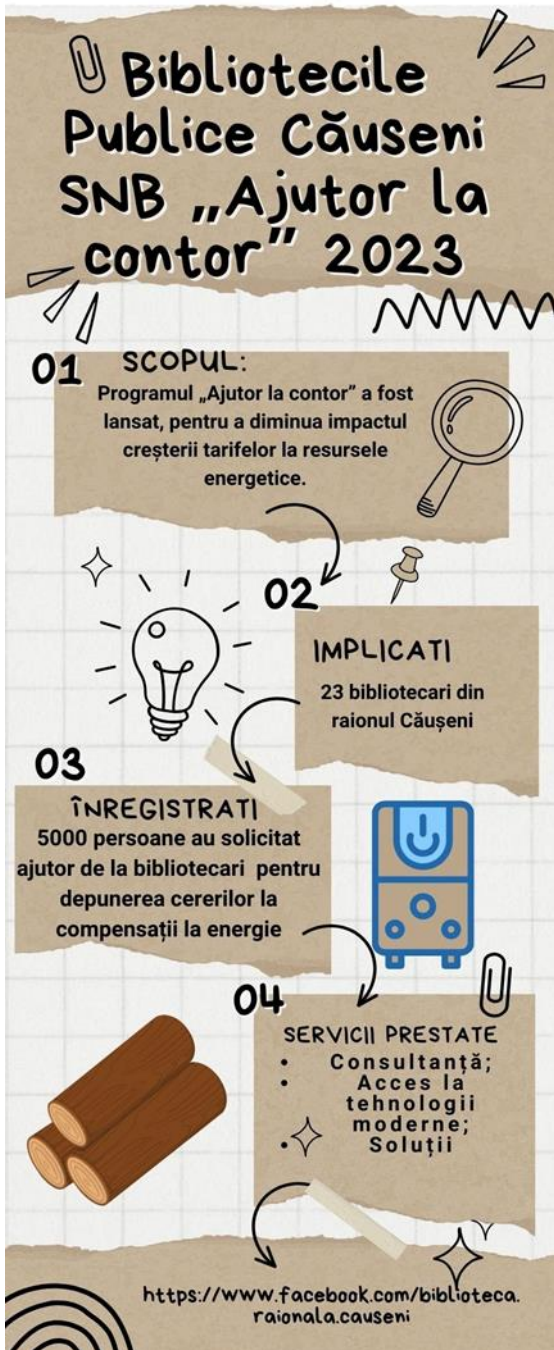 Bibliotecile
Publice Căuseni
SNB „Ajutor la
contor” 2023
01
SCOPUL:
Programul „Ajutor la contor” a fost
lansat, pentru a diminua impactul
creșterii tarifelor la resursele
energetice.
02
IMPLICATI
23 bibliotecari din
raionul Căușeni
03
ÎNREGISTRATI
5000 persoane au solicitat
ajutor de la bibliotecari pentru
depunerea cererilor la
compensații la energie
04
SERVICII PRESTATE
• Consultanță;
• Acces la
tehnologii
moderne;
• Soluții
https://www.facebook.com/biblioteca.
raionala.causeni